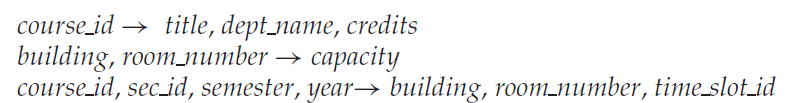 course_id → title, dept_name, credits
building, room_number → capacity
course_id, sec_id, semester, year→ building, room_number, time_slot_id